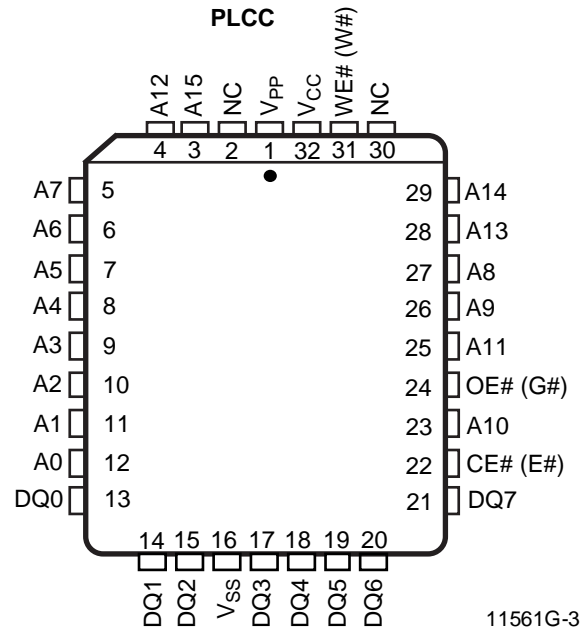 PLCC
A12 A15 NC VPP VCC WE# (W#) NC
4 3 2 1 32 31 30
A7 5 29 A14
A6 6 28 A13
A5 7 27 A8
A4 8 26 A9
A3 9 25 A11
A2 10 24 OE# (G#)
A1 11 23 A10
A0 12 22 CE# (E#)
DQ0 13 21 DQ7
14 15 16 17 18 19 20
DQ1 DQ2 VSS DQ3 DQ4 DQ5 DQ6
11561G-3